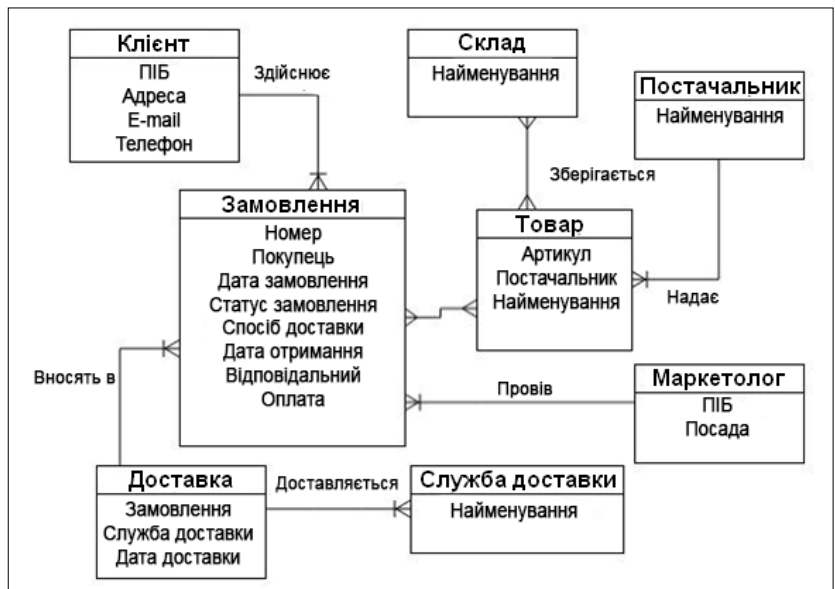 Клієнт
ПІБ
Адреса
E-mail
Телефон
Здійснює
Склад
Найменування
Постачальник
Найменування
Зберігається
Замовлення
Номер
Покупець
Дата замовлення
Статус замовлення
Спосіб доставки
Дата отримання
Відповідальний
Оплата
Товар
Артикул
Постачальник
Найменування
Надає
Вносять в
Провів
Маркетолог
ПІБ
Посада
Доставка
Замовлення
Служба доставки
Дата доставки
Доставляється
Служба доставки
Найменування